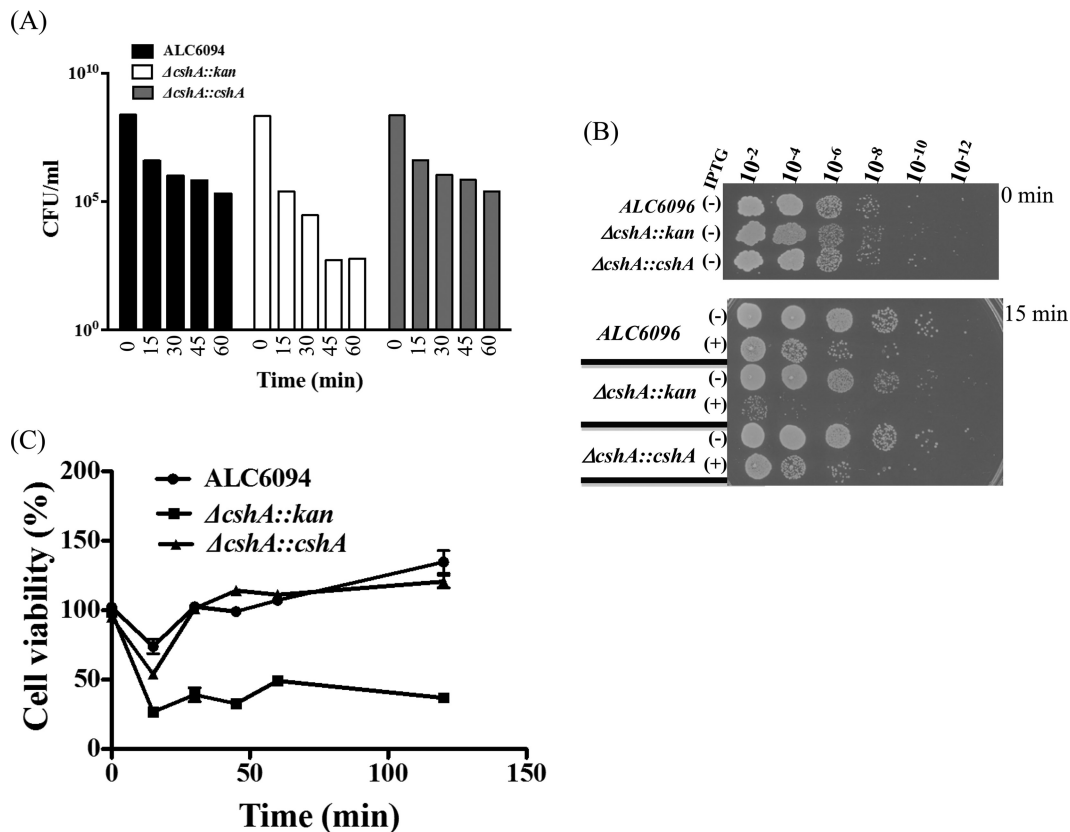 (A)
ALC6094
ΔcshA::kan
ΔcshA::cshA
10^10
10^5
10^0
CFU/ml
0 15 30 45 60 0 15 30 45 60 0 15 30 45 60
Time (min)
(B)
IPTG 10^-2 10^-4 10^-6 10^-8 10^-10 10^-12
0 min
ALC6096 (-)
ΔcshA::kan (-)
ΔcshA::cshA (-)
15 min
ALC6096 (-)
(+)
ΔcshA::kan (-)
(+)
ΔcshA::cshA (-)
(+)
(C)
ALC6094
ΔcshA::kan
ΔcshA::cshA
200
150
100
50
0
Cell viability (%)
0 50 100 150
Time (min)